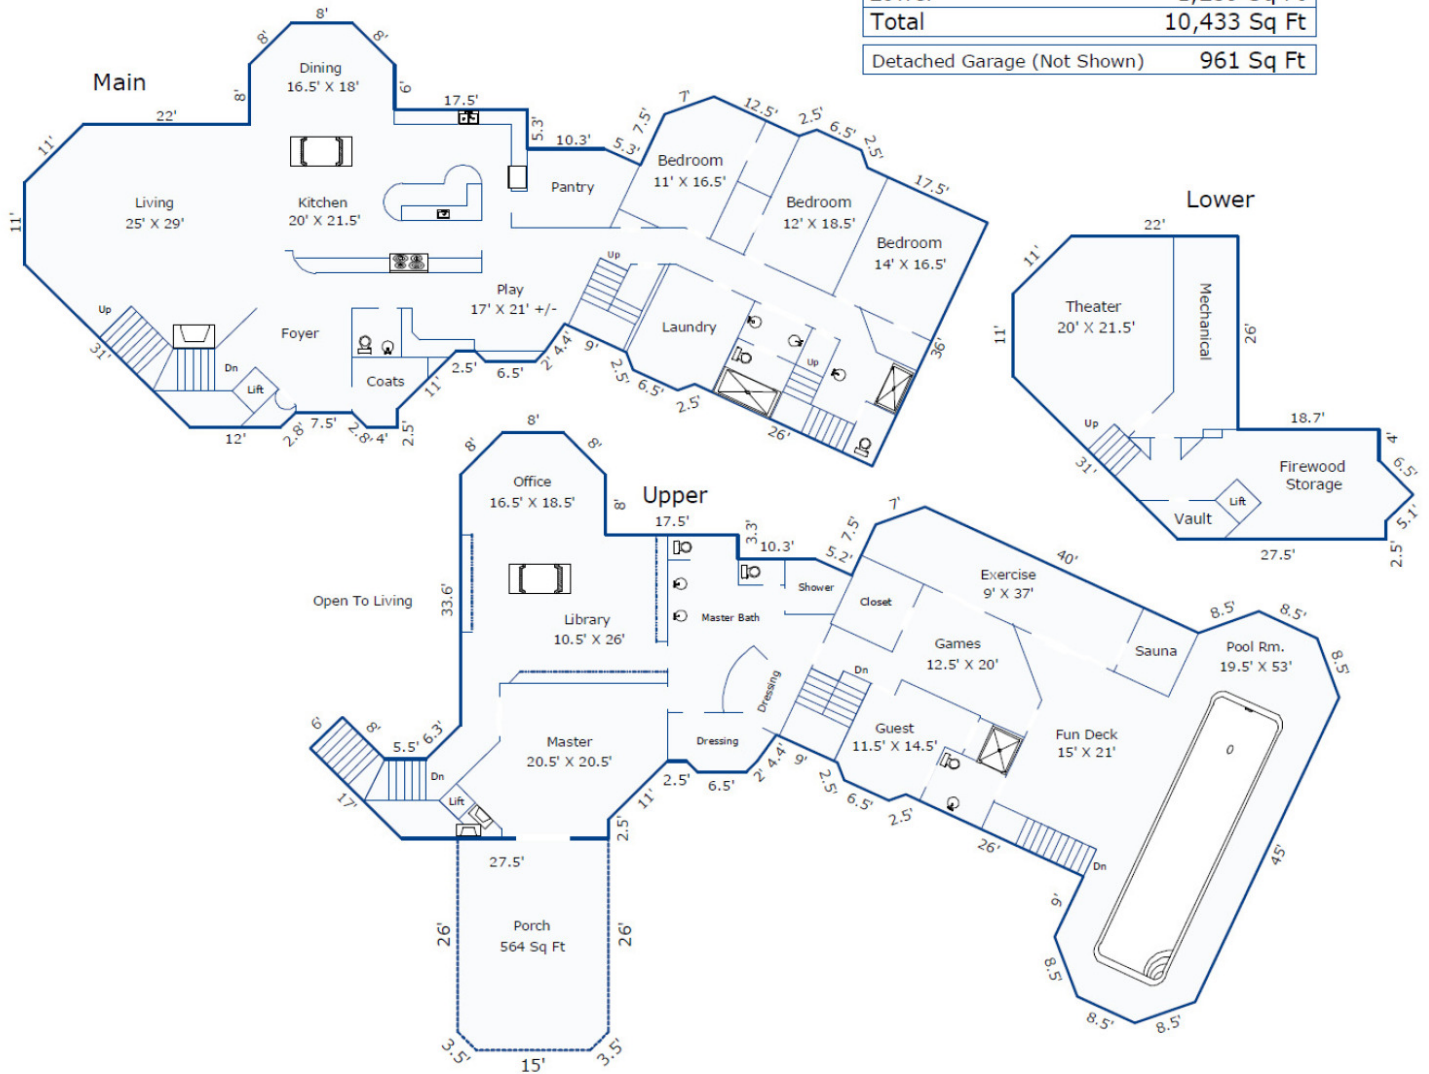 Total 10,433 Sq Ft
Detached Garage (Not Shown) 961 Sq Ft
Main
8'
8'
8'
Dining
16.5' X 18'
8'
6'
22'
17.5'
5.3'
10.3'
5.3'
7.5'
7'
12.5'
2.5'
6.5'
2.5'
17.5'
11'
11'
Living
25' X 29'
Kitchen
20' X 21.5'
Pantry
Bedroom
11' X 16.5'
Bedroom
12' X 18.5'
Bedroom
14' X 16.5'
Up
Play
17' X 21' +/-
Up
Foyer
Laundry
31'
Dn
Lift
Coats
Up
36'
12'
2.8'
7.5'
2.8'
4'
2.5'
11'
2.5'
6.5'
2'
4.4'
9'
2.5'
6.5'
2.5'
26'
Lower
22'
11'
11'
Theater
20' X 21.5'
Mechanical
26'
18.7'
4'
6.5'
Up
31'
Firewood
Storage
Lift
Vault
5.1'
2.5'
27.5'
Upper
8'
8'
8'
Office
16.5' X 18.5'
8'
17.5'
3.3'
10.3'
5.2'
7.5'
7'
40'
Open To Living
33.6'
Library
10.5' X 26'
Master Bath
Shower
Closet
Exercise
9' X 37'
Games
12.5' X 20'
Sauna
8.5'
8.5'
8.5'
Pool Rm.
19.5' X 53'
Dn
Dressing
Dressing
Guest
11.5' X 14.5'
Fun Deck
15' X 21'
6'
8'
5.5'
6.3'
Master
20.5' X 20.5'
Dn
Lift
17'
2.5'
11'
2.5'
6.5'
2'
4.4'
9'
2.5'
6.5'
2.5'
26'
Dn
45'
9'
27.5'
Porch
564 Sq Ft
26'
26'
3.5'
15'
3.5'
8.5'
8.5'
8.5'